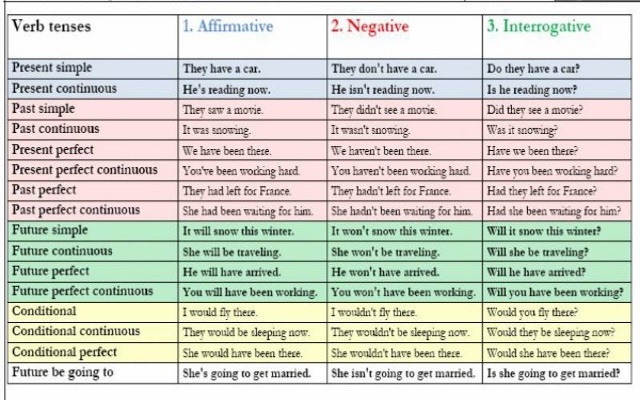 Verb tenses 1. Affirmative 2. Negative 3. Interrogative
Present simple They have a car. They don't have a car. Do they have a car?
Present continuous He's reading now. He isn't reading now. Is he reading now?
Past simple They saw a movie. They didn't see a movie. Did they see a movie?
Past continuous It was snowing. It wasn't snowing. Was it snowing?
Present perfect We have been there. We haven't been there. Have we been there?
Present perfect continuous You've been working hard. You haven't been working hard. Have you been working hard?
Past perfect They had left for France. They hadn't left for France. Had they left for France?
Past perfect continuous She had been waiting for him. She hadn't been waiting for him. Had she been waiting for him?
Future simple It will snow this winter. It won't snow this winter. Will it snow this winter?
Future continuous She will be traveling. She won't be traveling. Will she be traveling?
Future perfect He will have arrived. He won't have arrived. Will he have arrived?
Future perfect continuous You will have been working. You won't have been working. Will you have been working?
Conditional I would fly there. I wouldn't fly there. Would you fly there?
Conditional continuous They would be sleeping now. They wouldn't be sleeping now. Would they be sleeping now?
Conditional perfect She would have been there. She wouldn't have been there. Would she have been there?
Future be going to She's going to get married. She isn't going to get married. Is she going to get married?